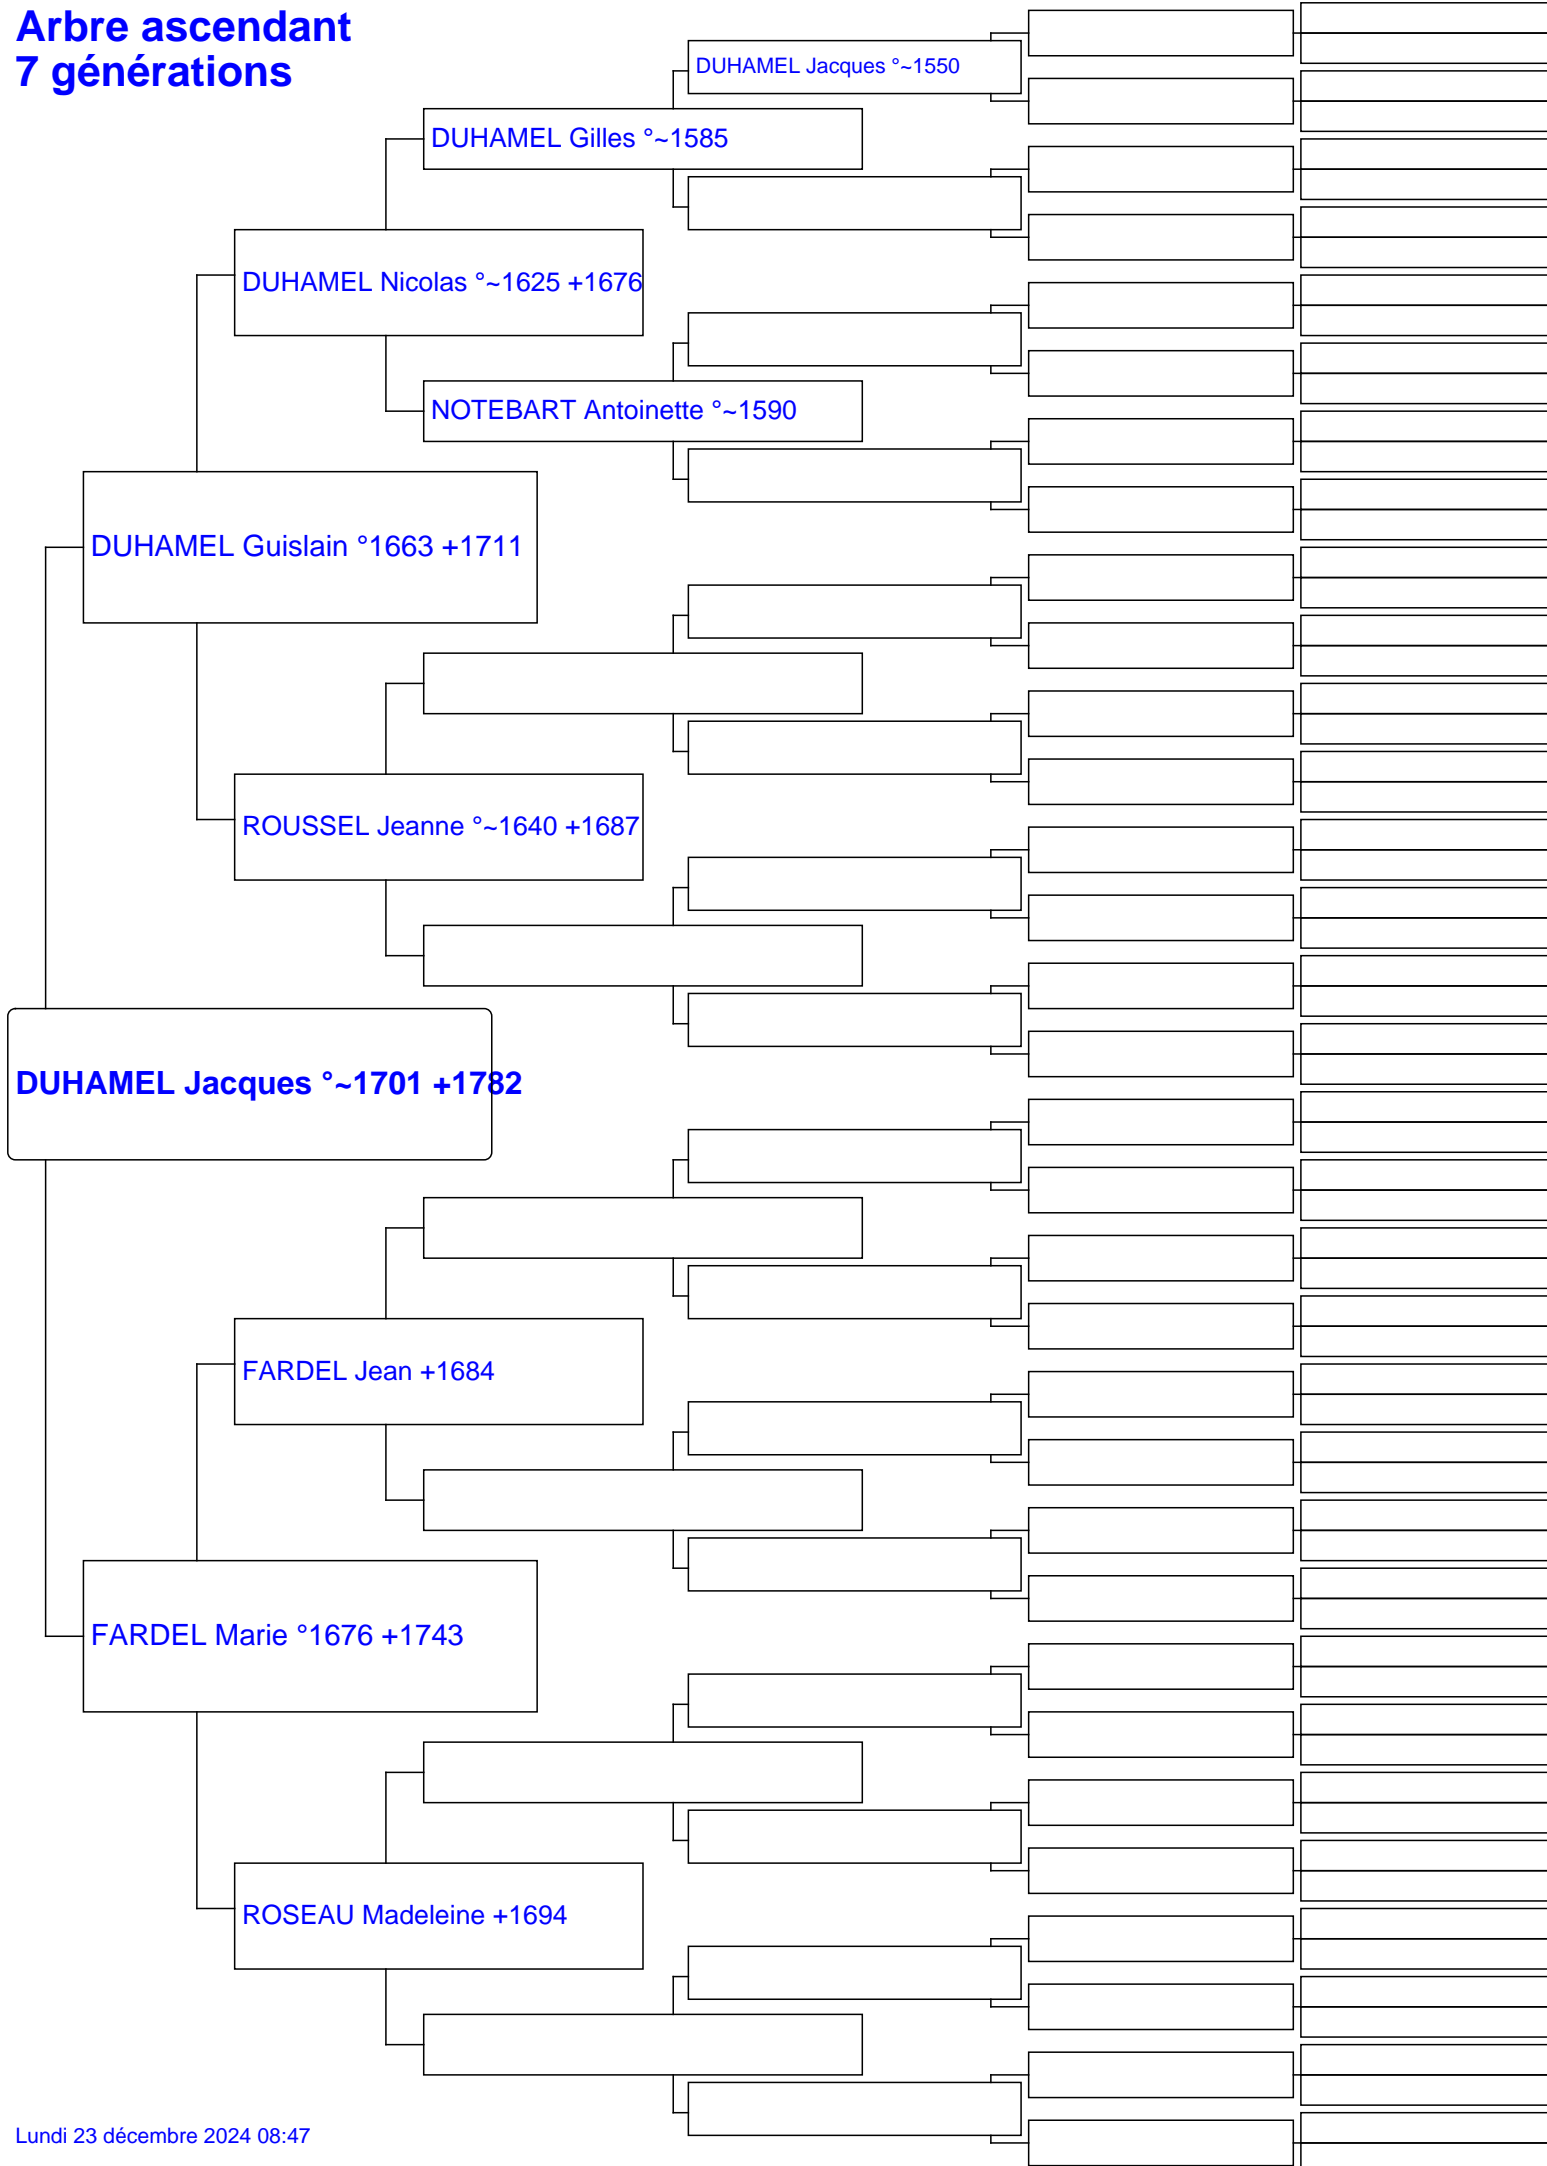 Arbre ascendant
7 générations
DUHAMEL Jacques °~1550
DUHAMEL Gilles °~1585
DUHAMEL Nicolas °~1625 +1676
NOTEBART Antoinette °~1590
DUHAMEL Guislain °1663 +1711
ROUSSEL Jeanne °~1640 +1687
DUHAMEL Jacques °~1701 +1782
FARDEL Jean +1684
FARDEL Marie °1676 +1743
ROSEAU Madeleine +1694
Lundi 23 décembre 2024 08:47